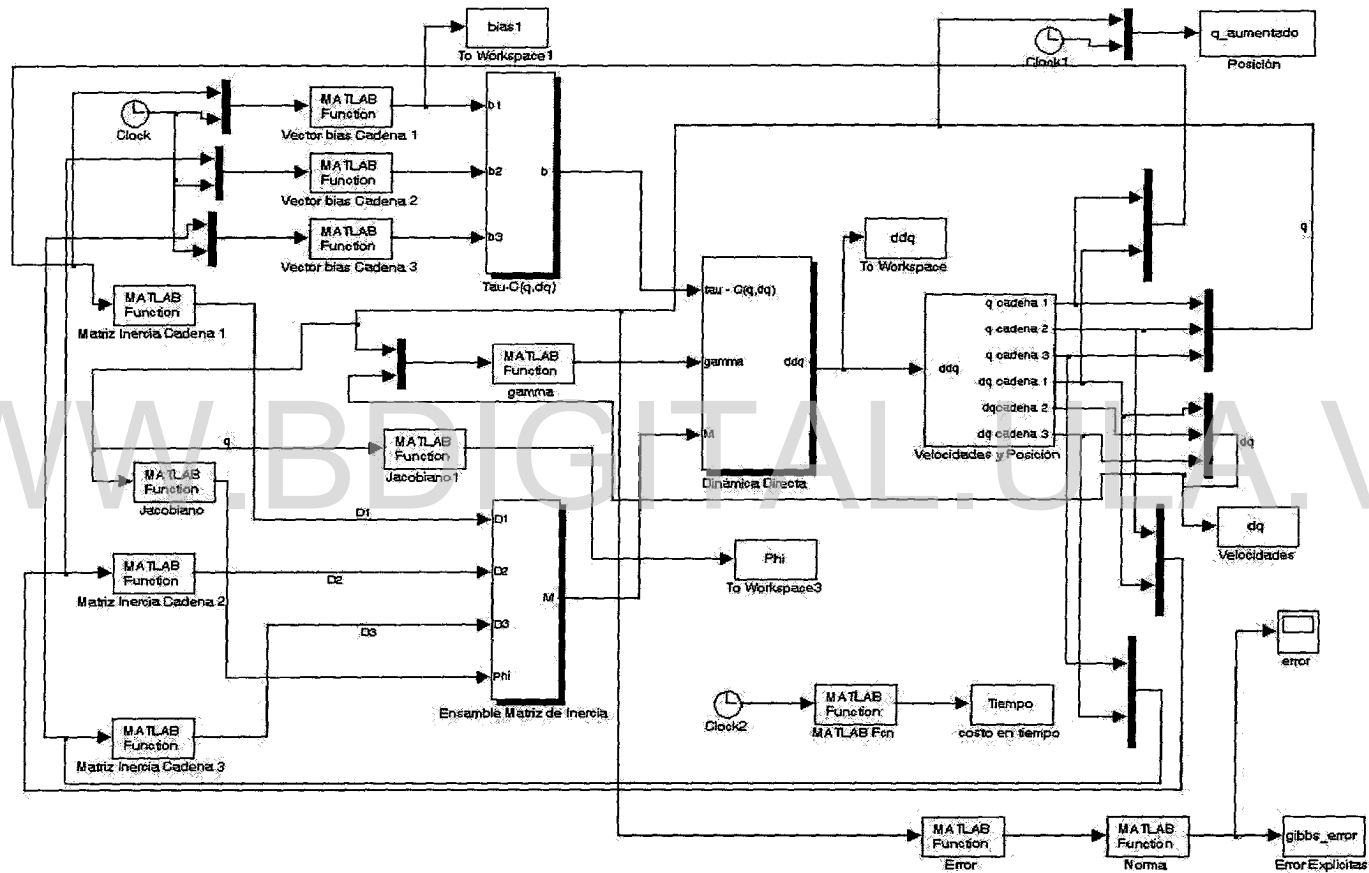 bias1
To Workspace1
Clock1
q_aumentado
Posición
Clock
MATLAB
Function
Vector bias Cadena 1
MATLAB
Function
Vector bias Cadena 2
MATLAB
Function
Vector bias Cadena 3
b1
b2
b3
b
Tau-C(q,dq)
ddq
To Workspace
q
MATLAB
Function
Matriz Inercia Cadena 1
tau - C(q,dq)
gamma
M
ddq
Dinámica Directa
MATLAB
Function
gamma
ddq
q cadena 1
q cadena 2
q cadena 3
dq cadena 1
dqcadena 2
dq cadena 3
Velocidades y Posición
dq
q
MATLAB
Function
Jacobiano1
MATLAB
Function
Jacobiano
WWW.BDIGITAL.ULA.V
dq
Velocidades
D1
D2
D3
D1
D2
D3
Phi
M
Ensamble Matriz de Inercia
MATLAB
Function
Matriz Inercia Cadena 2
Phi
To Workspace3
error
Clock2
MATLAB
Function
MATLAB Fcn
Tiempo
costo en tiempo
MATLAB
Function
Matriz Inercia Cadena 3
MATLAB
Function
Error
MATLAB
Function
Norma
gibbs_error
Error Explicitas